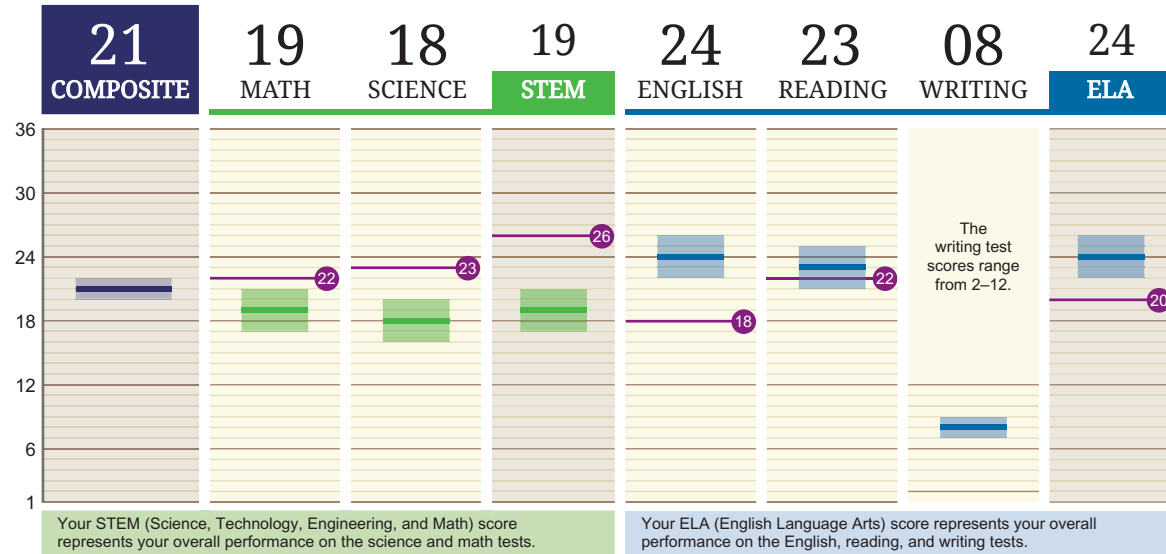 21 19 18 19 24 23 08 24
COMPOSITE MATH SCIENCE STEM ENGLISH READING WRITING ELA
36
30
24
18
12
6
1
22
23
26
18
22
The
writing test
scores range
from 2–12.
20
Your STEM (Science, Technology, Engineering, and Math) score
represents your overall performance on the science and math tests.
Your ELA (English Language Arts) score represents your overall
performance on the English, reading, and writing tests.